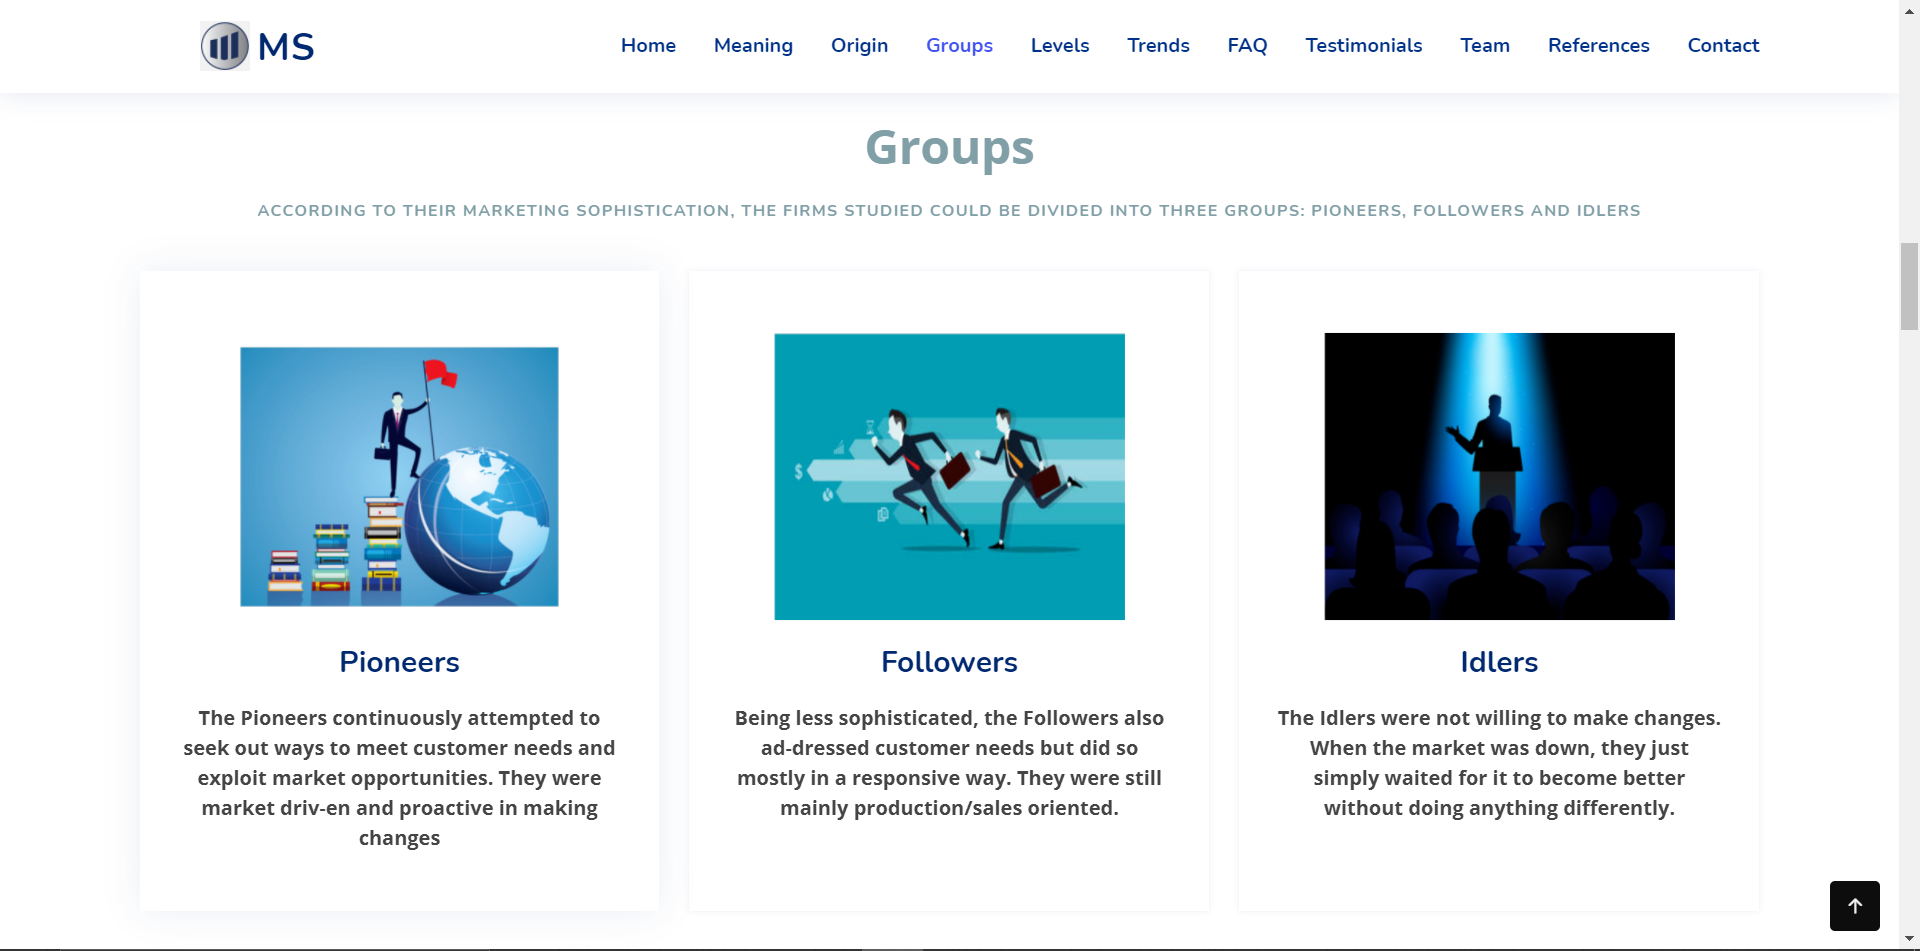 MS
Home Meaning Origin Groups Levels Trends FAQ Testimonials Team References Contact
Groups
ACCORDING TO THEIR MARKETING SOPHISTICATION, THE FIRMS STUDIED COULD BE DIVIDED INTO THREE GROUPS: PIONEERS, FOLLOWERS AND IDLERS
$
Pioneers
The Pioneers continuously attempted to
seek out ways to meet customer needs and
exploit market opportunities. They were
market driv-en and proactive in making
changes
Followers
Being less sophisticated, the Followers also
ad-dressed customer needs but did so
mostly in a responsive way. They were still
mainly production/sales oriented.
Idlers
The Idlers were not willing to make changes.
When the market was down, they just
simply waited for it to become better
without doing anything differently.